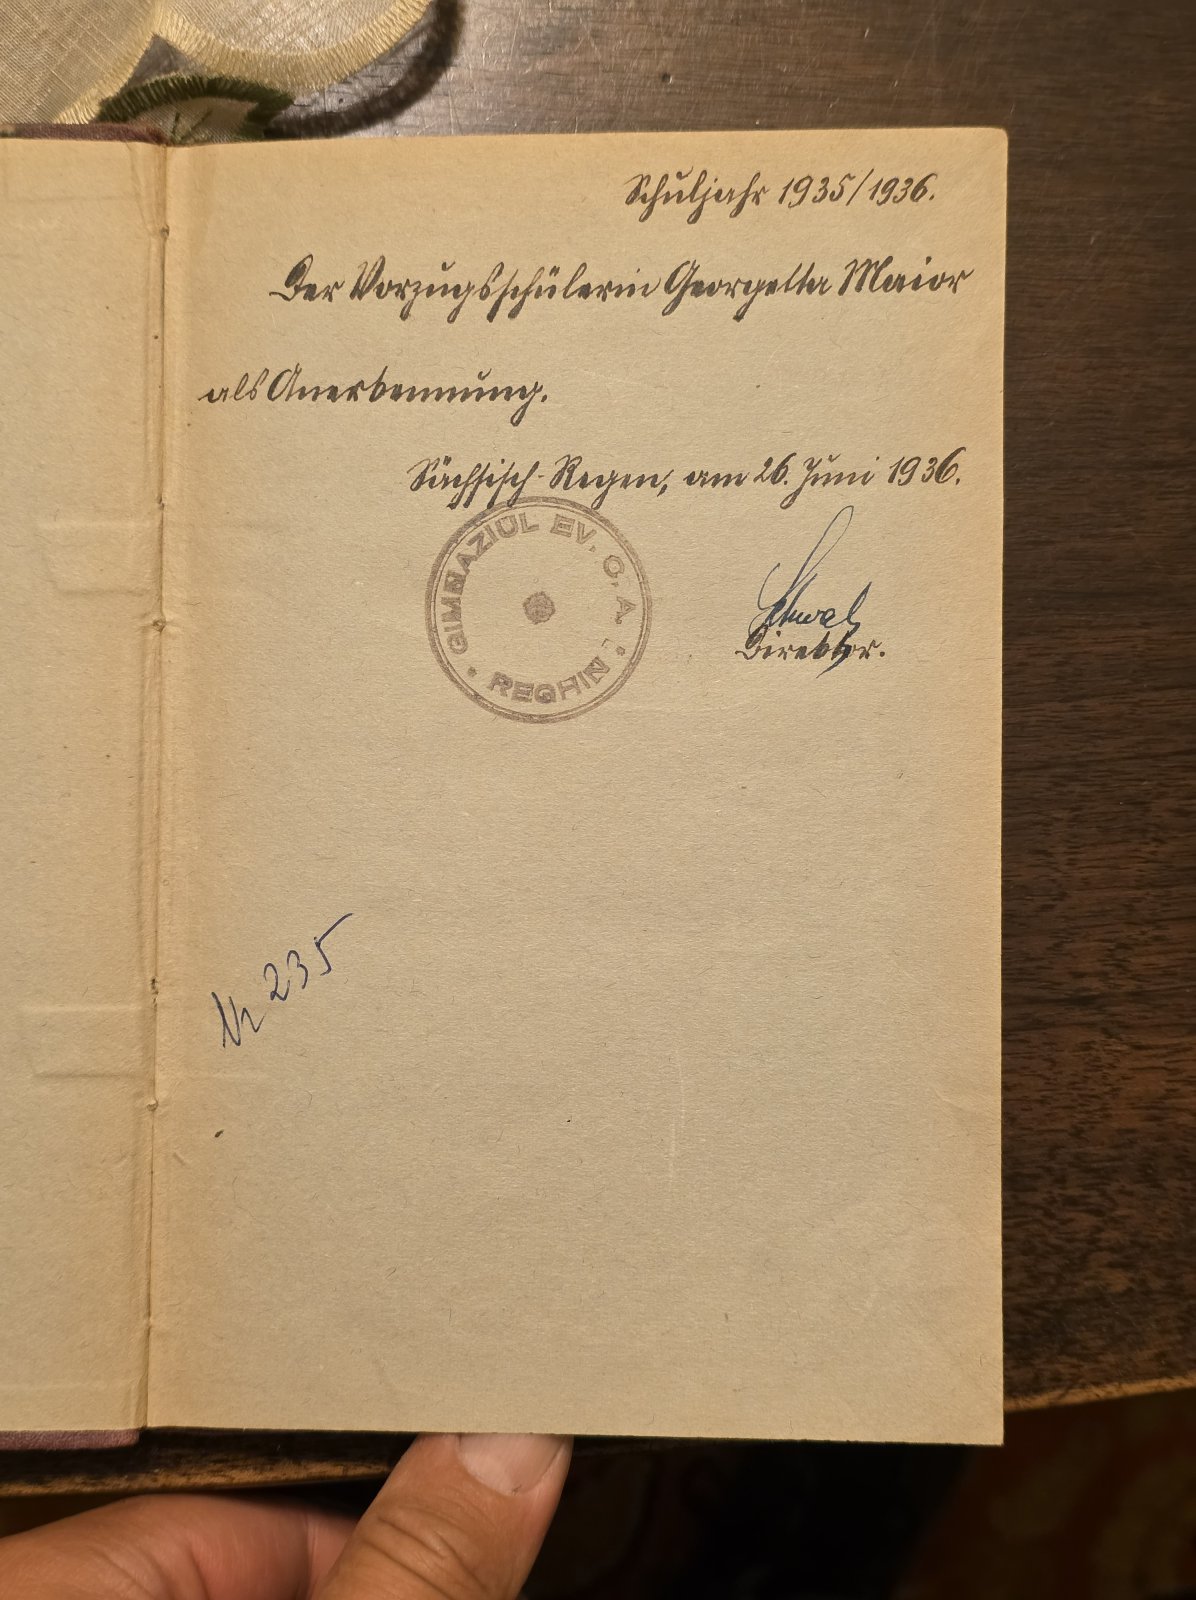 Schuljahr 1935/1936.
Der Vorzugsschülerin Georgetta Maior
als Anerkennung.
Sächsisch-Regen, am 26. Juni 1936.
GIMNAZIUL EV. C. A.
REGHIN
Direktor.
Nr 235